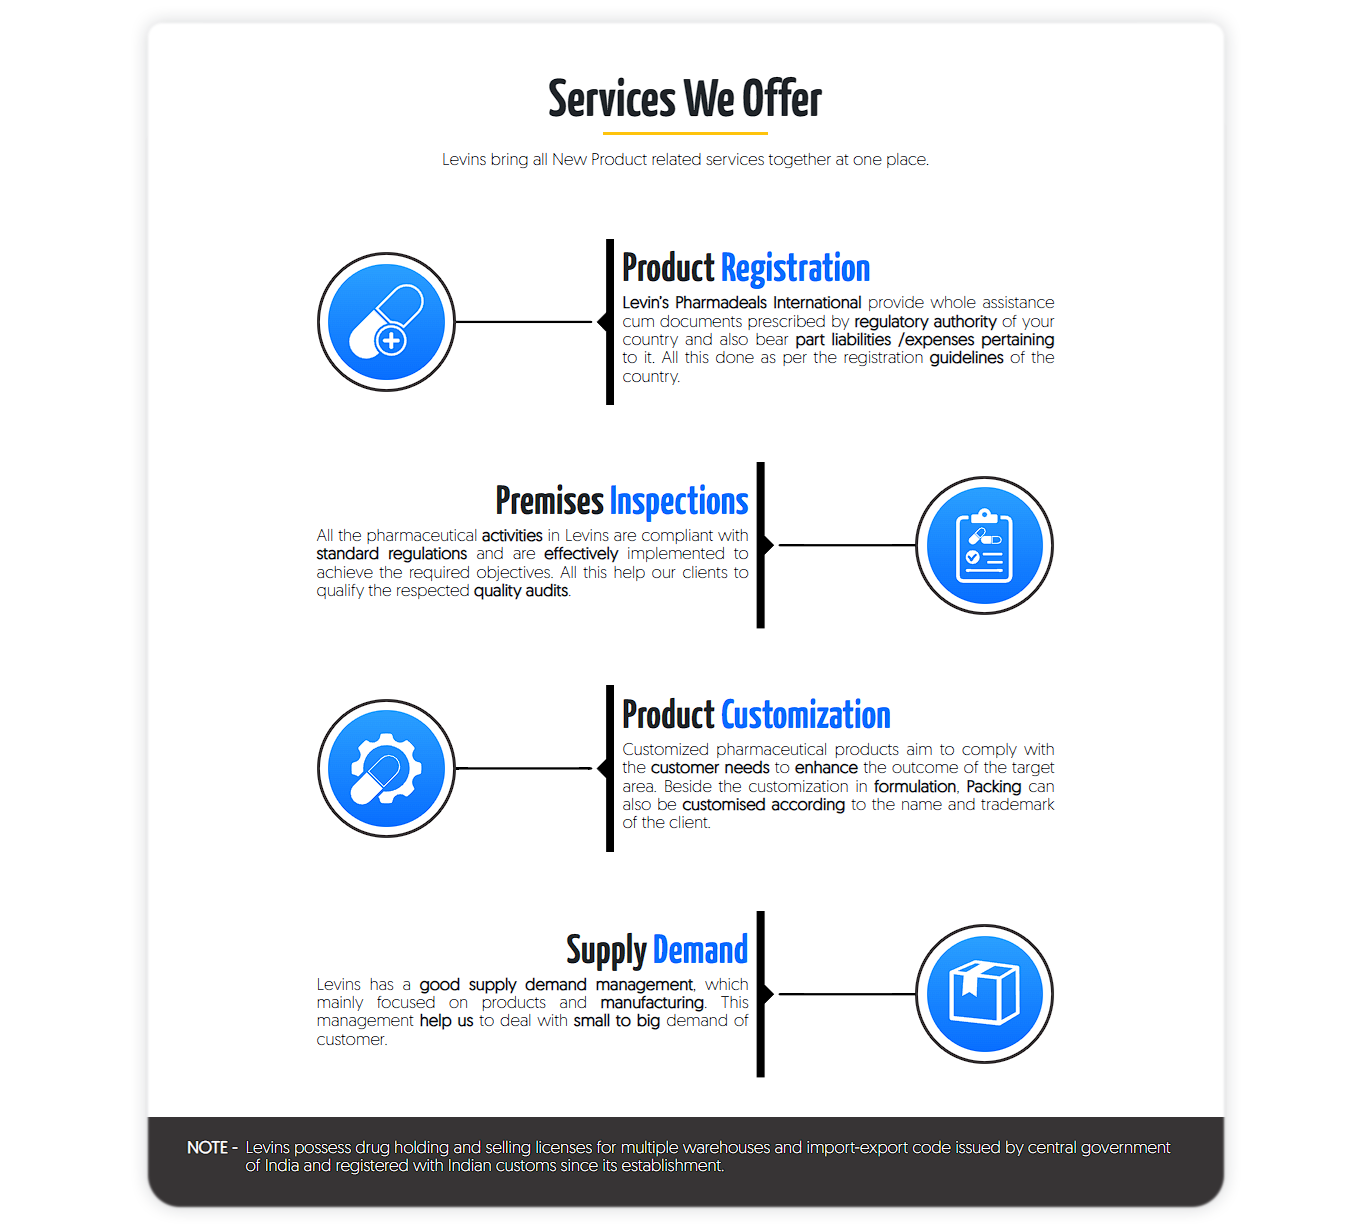 Services We Offer
Levins bring all New Product related services together at one place.
Product Registration
Levin's Pharmadeals International provide whole assistance
cum documents prescribed by regulatory authority of your
country and also bear part liabilities /expenses pertaining
to it. All this done as per the registration guidelines of the
country.
Premises Inspections
All the pharmaceutical activities in Levins are compliant with
standard regulations and are effectively implemented to
achieve the required objectives. All this help our clients to
qualify the respected quality audits.
Product Customization
Customized pharmaceutical products aim to comply with
the customer needs to enhance the outcome of the target
area. Beside the customization in formulation, Packing can
also be customised according to the name and trademark
of the client.
Supply Demand
Levins has a good supply demand management, which
mainly focused on products and manufacturing. This
management help us to deal with small to big demand of
customer.
NOTE - Levins possess drug holding and selling licenses for multiple warehouses and import-export code issued by central government
of India and registered with Indian customs since its establishment.